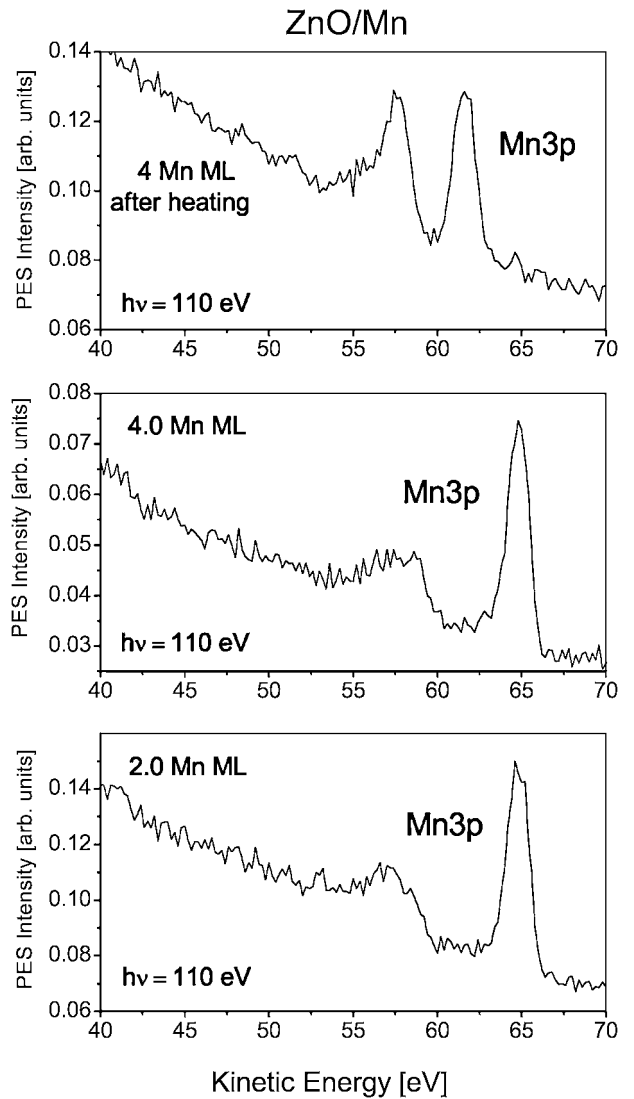 ZnO/Mn
0.14
0.12
0.10
0.08
0.06
PES Intensity [arb. units]
4 Mn ML
after heating
Mn3p
hν = 110 eV
40 45 50 55 60 65 70
0.08
0.07
0.06
0.05
0.04
0.03
PES Intensity [arb. units]
4.0 Mn ML
Mn3p
hν = 110 eV
40 45 50 55 60 65 70
0.14
0.12
0.10
0.08
0.06
PES Intensity [arb. units]
2.0 Mn ML
Mn3p
hν = 110 eV
40 45 50 55 60 65 70
Kinetic Energy [eV]